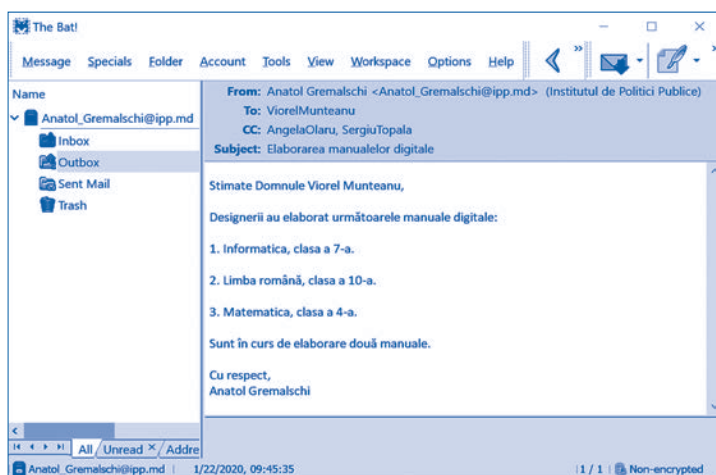 The Bat!
Message Specials Folder Account Tools View Workspace Options Help
Name
Anatol_Gremalschi@ipp.md
Inbox
Outbox
Sent Mail
Trash
From: Anatol Gremalschi <Anatol_Gremalschi@ipp.md> (Institutul de Politici Publice)
To: ViorelMunteanu
CC: AngelaOlaru, SergiuTopala
Subject: Elaborarea manualelor digitale
Stimate Domnule Viorel Munteanu,
Designerii au elaborat următoarele manuale digitale:
1. Informatica, clasa a 7-a.
2. Limba română, clasa a 10-a.
3. Matematica, clasa a 4-a.
Sunt în curs de elaborare două manuale.
Cu respect,
Anatol Gremalschi
All Unread Addre
Anatol_Gremalschi@ipp.md 1/22/2020, 09:45:35 1 / 1 Non-encrypted